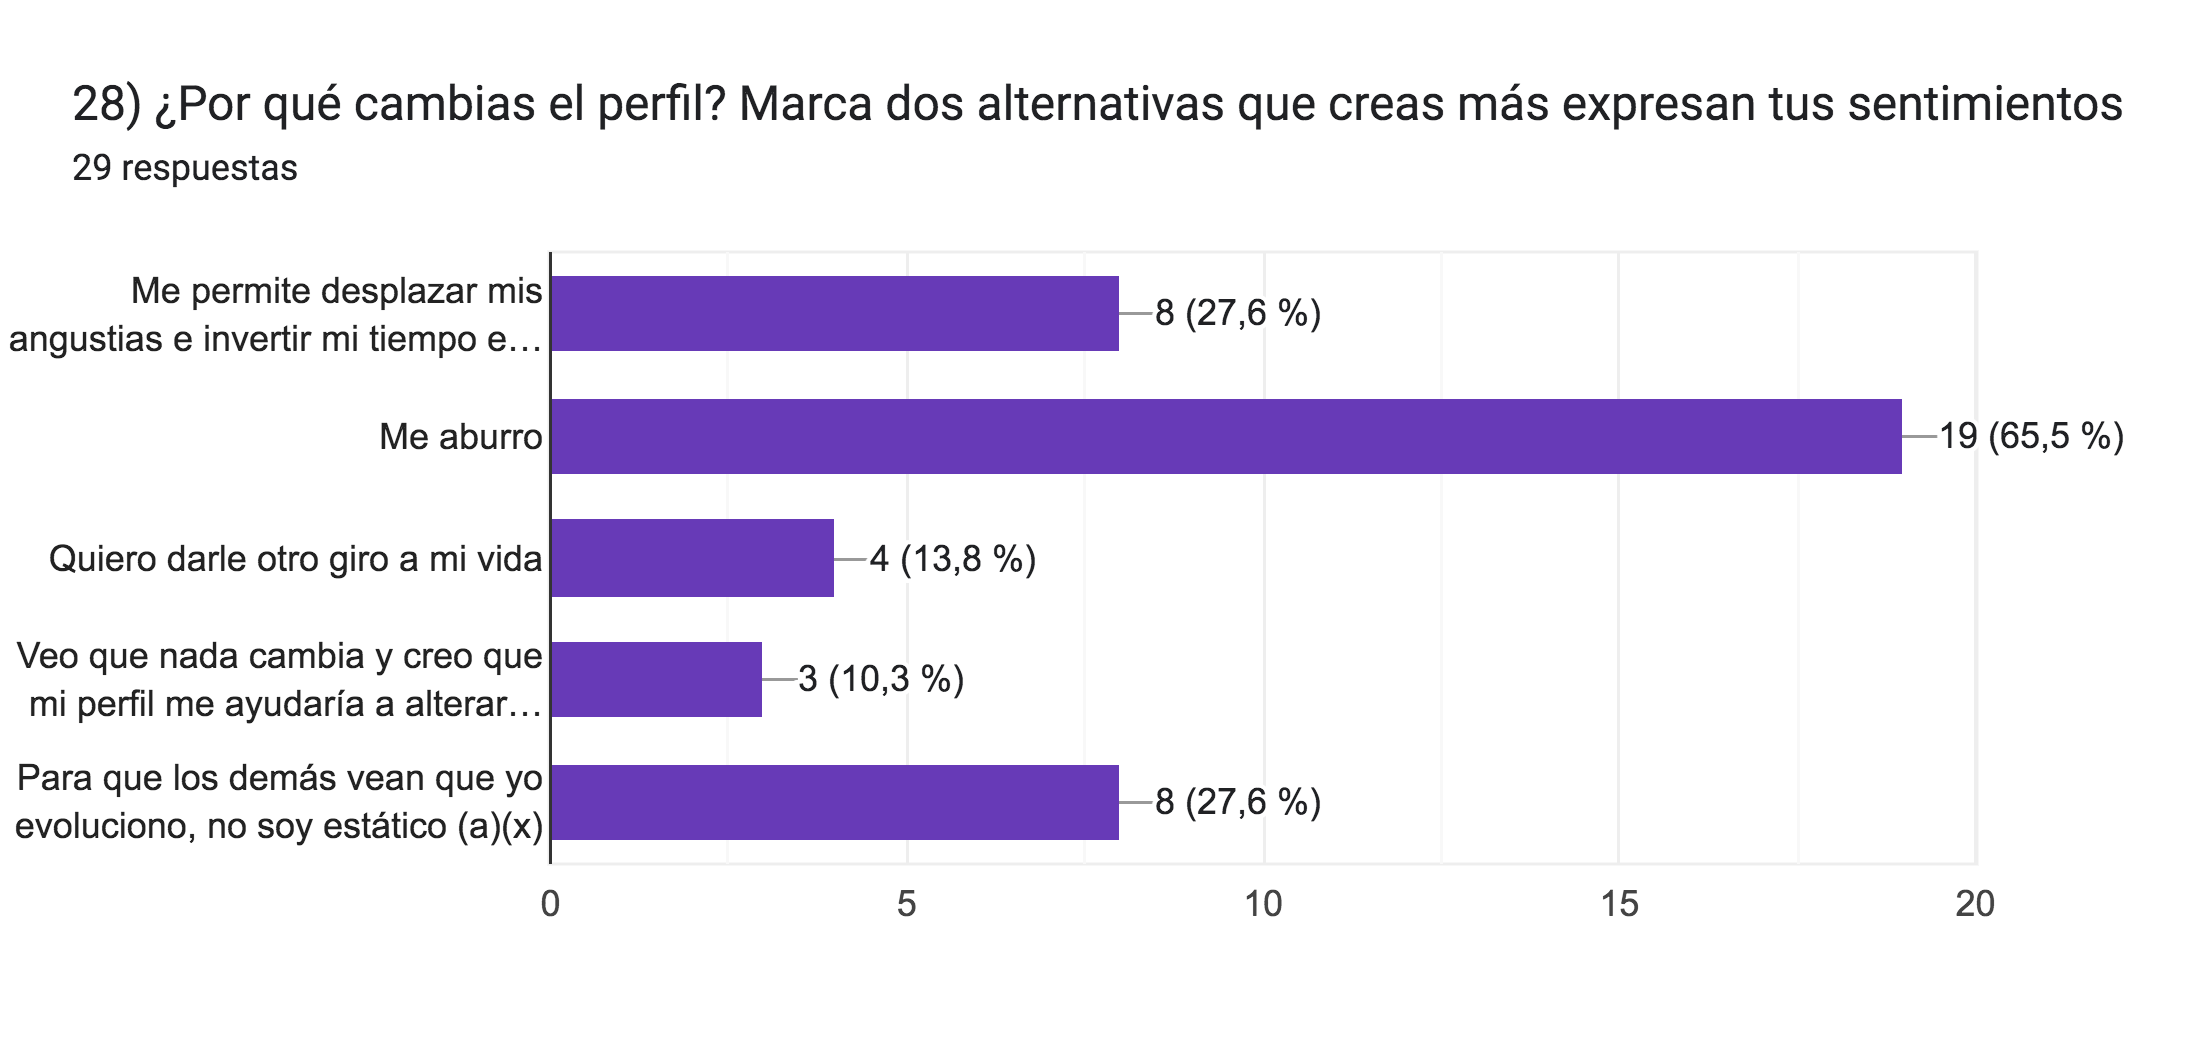 28) ¿Por qué cambias el perfil? Marca dos alternativas que creas más expresan tus sentimientos
29 respuestas
Me permite desplazar mis
angustias e invertir mi tiempo e…
8 (27,6 %)
Me aburro
19 (65,5 %)
Quiero darle otro giro a mi vida
4 (13,8 %)
Veo que nada cambia y creo que
mi perfil me ayudaría a alterar…
3 (10,3 %)
Para que los demás vean que yo
evoluciono, no soy estático (a)(x)
8 (27,6 %)
0 5 10 15 20